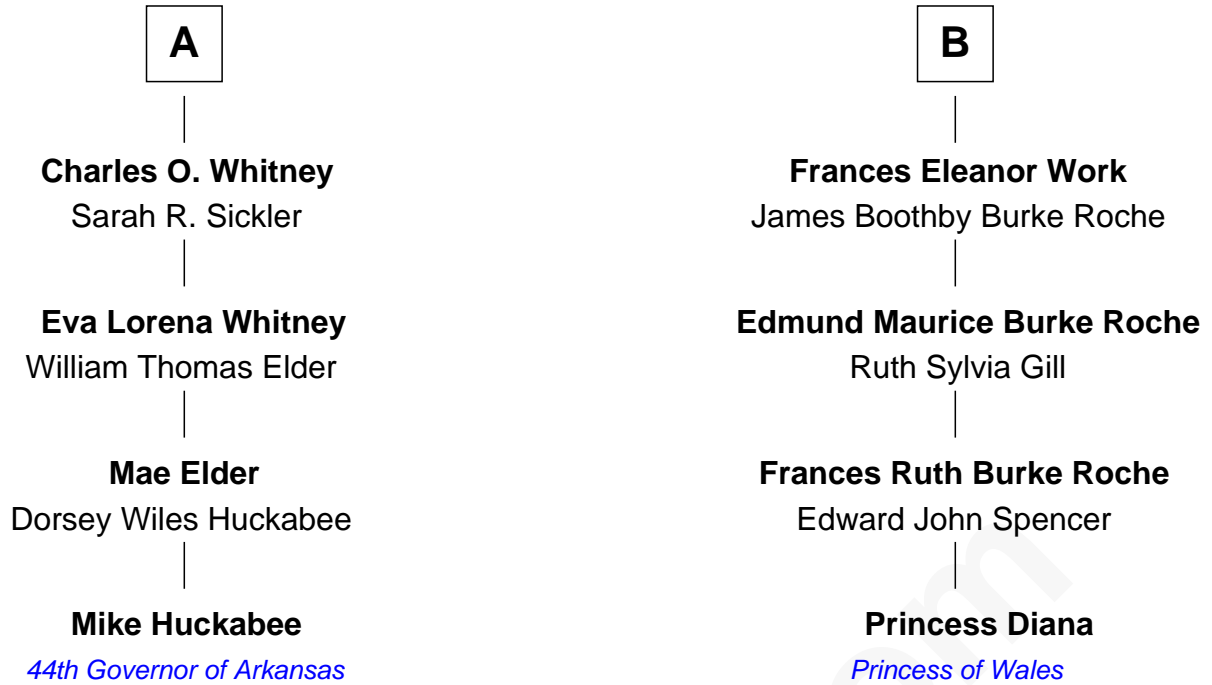 A
Charles O. Whitney
Sarah R. Sickler
Eva Lorena Whitney
William Thomas Elder
Mae Elder
Dorsey Wiles Huckabee
Mike Huckabee
44th Governor of Arkansas
B
Frances Eleanor Work
James Boothby Burke Roche
Edmund Maurice Burke Roche
Ruth Sylvia Gill
Frances Ruth Burke Roche
Edward John Spencer
Princess Diana
Princess of Wales